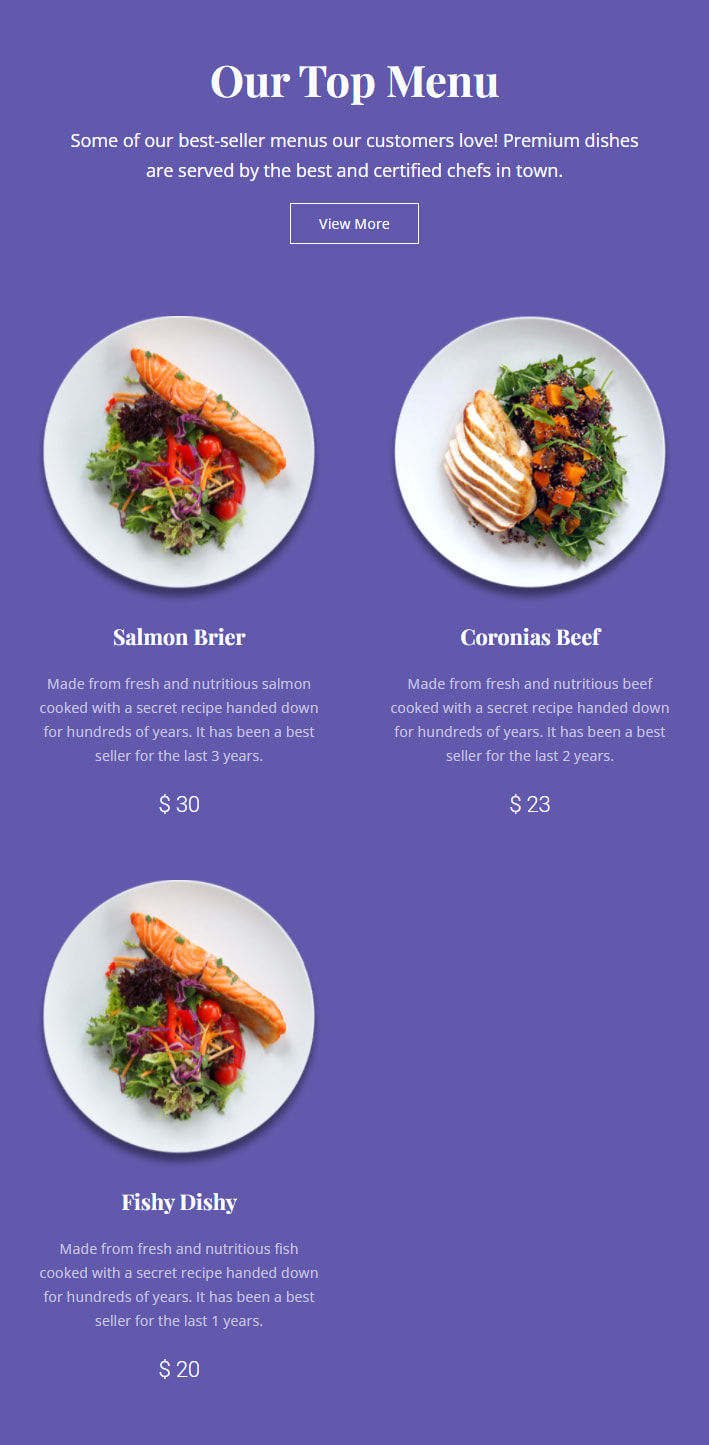 Our Top Menu
Some of our best-seller menus our customers love! Premium dishes
are served by the best and certified chefs in town.
View More
Salmon Brier
Made from fresh and nutritious salmon
cooked with a secret recipe handed down
for hundreds of years. It has been a best
seller for the last 3 years.
$ 30
Coronias Beef
Made from fresh and nutritious beef
cooked with a secret recipe handed down
for hundreds of years. It has been a best
seller for the last 2 years.
$ 23
Fishy Dishy
Made from fresh and nutritious fish
cooked with a secret recipe handed down
for hundreds of years. It has been a best
seller for the last 1 years.
$ 20